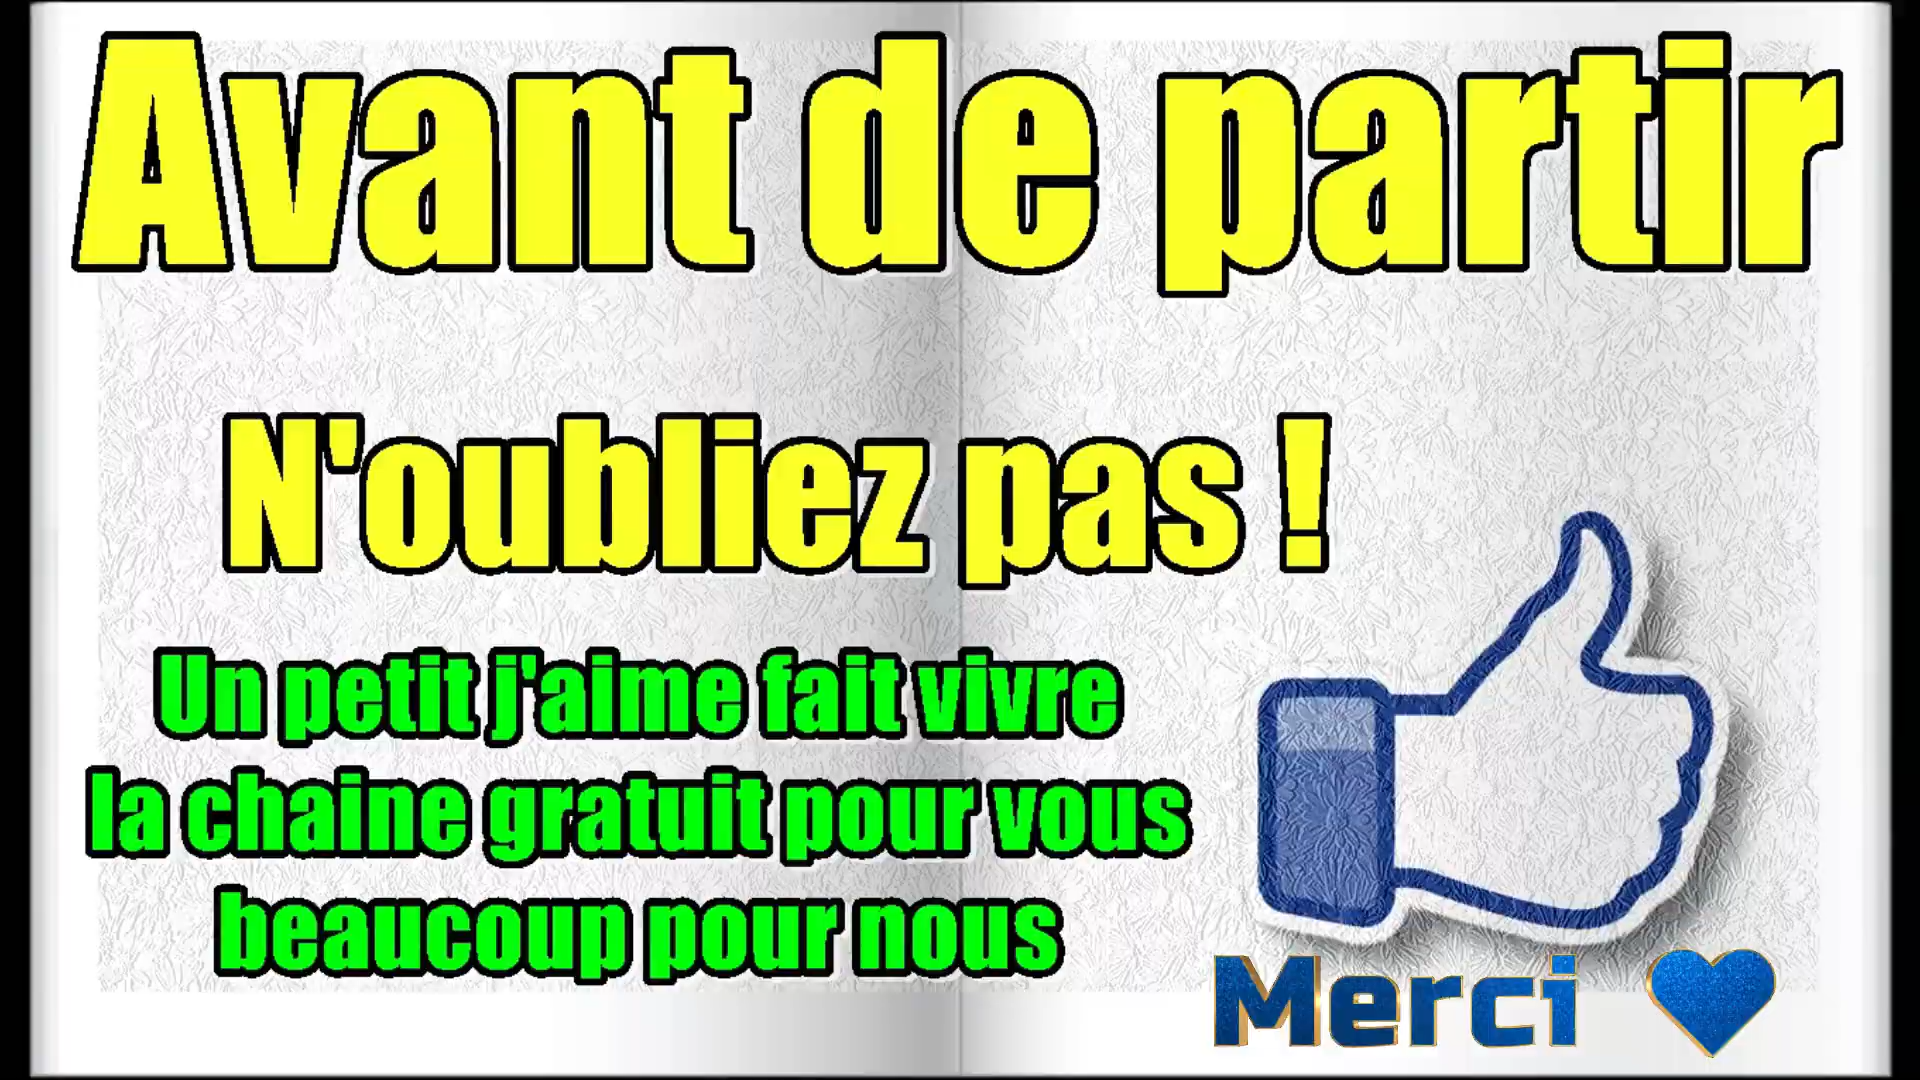 Avant de partir
N'oubliez pas !
Un petit j'aime fait vivre
la chaine gratuit pour vous
beaucoup pour nous
Merci